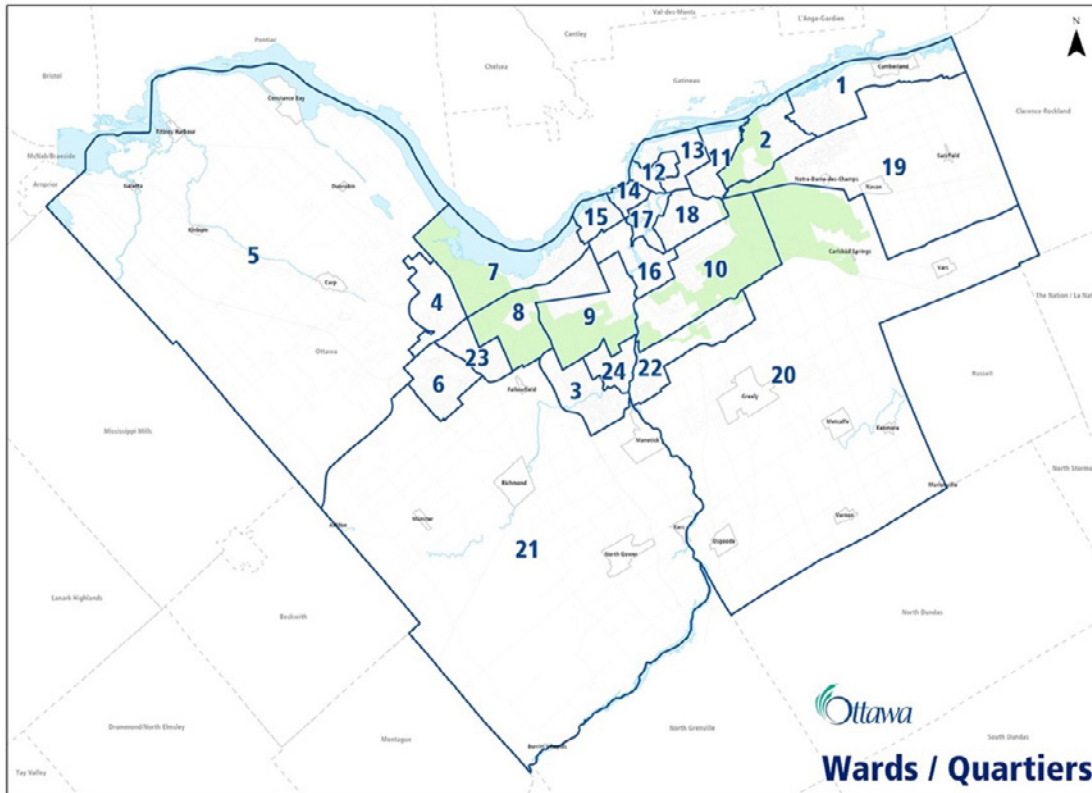 Val-des-Monts
L'Ange-Gardien
N
Pontiac
Cantley
Bristol
Chelsea
Gatineau
Cumberland
1
Constance Bay
Clarence-Rockland
2
Fitzroy Harbour
13
11
McNab/Braeside
12
19
Sarsfield
Arnprior
Galetta
Dunrobin
14
Notre-Dame-des-Champs
Navan
15
17
18
Kinburn
5
7
Carlsbad Springs
16
10
Vars
Corp
4
8
9
The Nation / La Nat
Ottawa
23
6
24
22
20
Russell
Fallowfield
3
Greely
Metcalfe
Kenmore
Mississippi Mills
Manotick
North Storm
Richmond
Marionville
Munster
Vernon
Ashton
Kars
Osgoode
21
North Gower
Lanark Highlands
Beckwith
North Dundas
Ottawa
Drummond/North Elmsley
Montague
North Grenville
South Dundas
Burritt's Rapids
Tay Valley
Wards / Quartiers